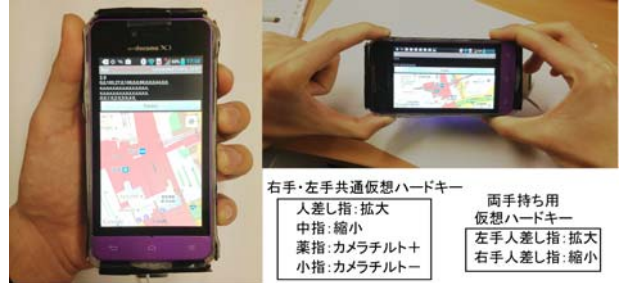 docomo Xi
右手・左手共通仮想ハードキー
人差し指:拡大
中指:縮小
薬指:カメラチルト+
小指:カメラチルト−
両手持ち用
仮想ハードキー
左手人差し指:拡大
右手人差し指:縮小